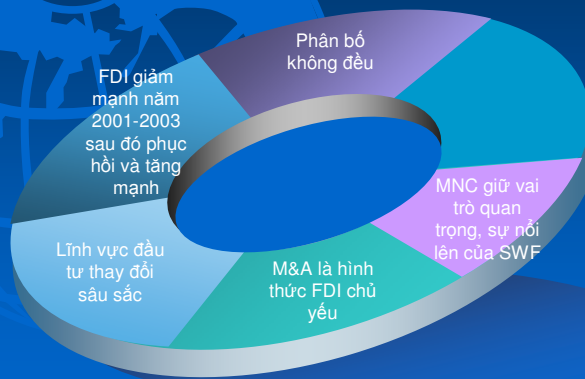 Phân bố
không đều
FDI giảm
mạnh năm
2001-2003
sau đó phục
hồi và tăng
mạnh
MNC giữ vai
trò quan
trọng, sự nổi
lên của SWF
Lĩnh vực đầu
tư thay đổi
sâu sắc
M&A là hình
thức FDI chủ
yếu